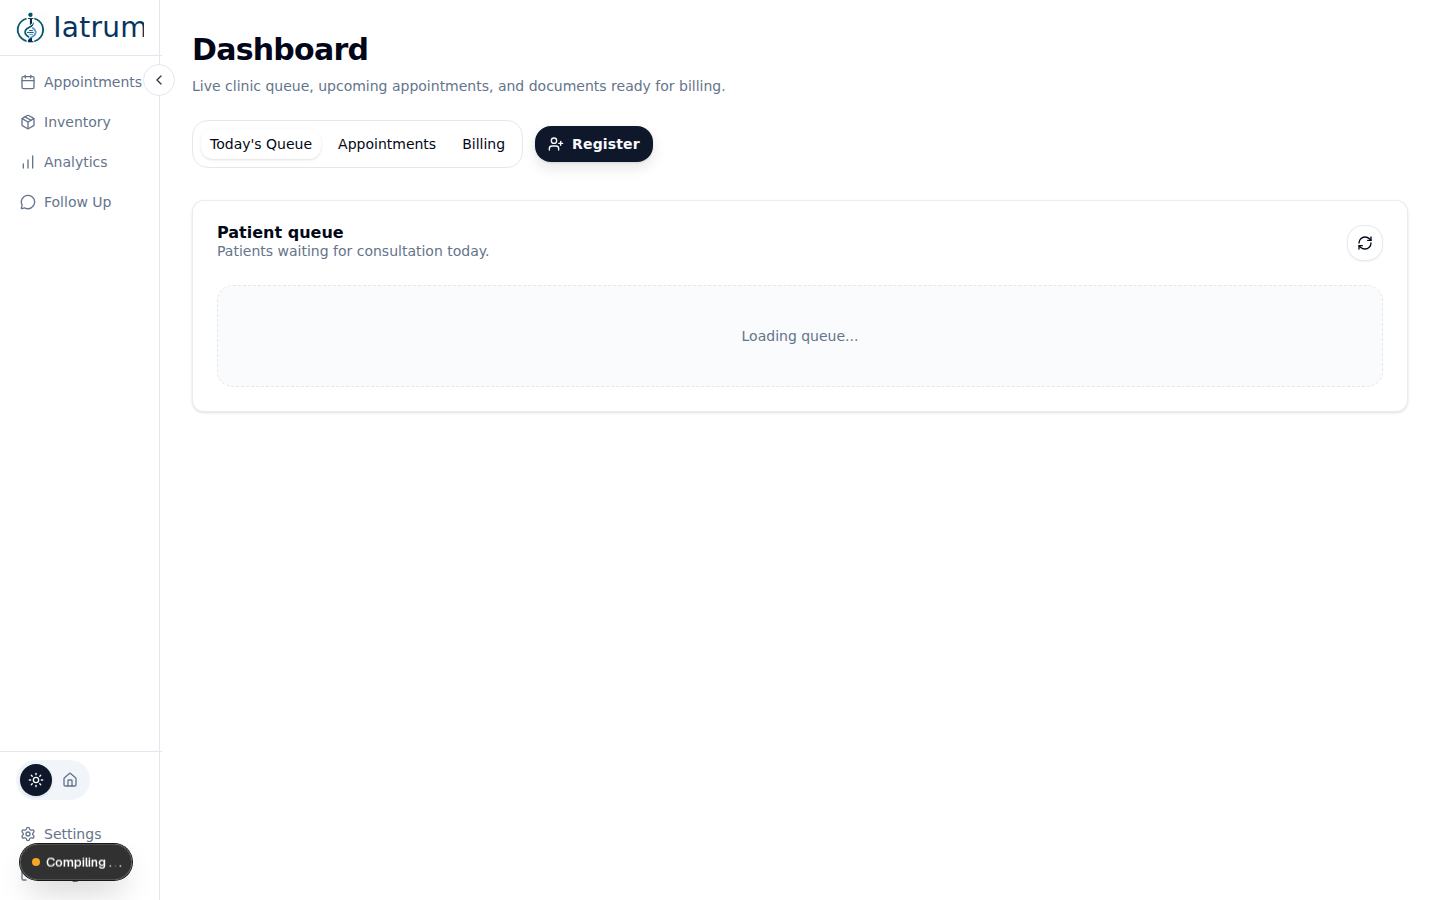 Iatrum
Appointments
Inventory
Analytics
Follow Up
Dashboard
Live clinic queue, upcoming appointments, and documents ready for billing.
Today's Queue
Appointments
Billing
Register
Patient queue
Patients waiting for consultation today.
Loading queue...
Settings
Compiling ...